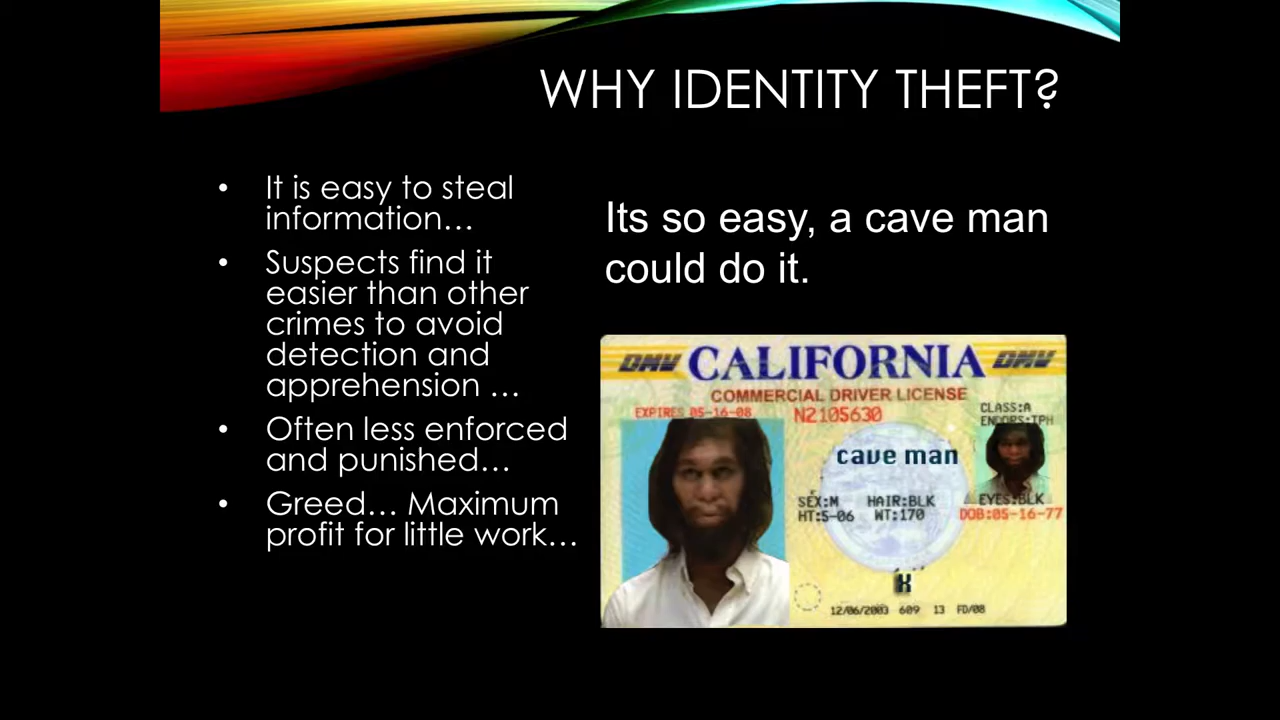 WHY IDENTITY THEFT?
• It is easy to steal
information…
• Suspects find it
easier than other
crimes to avoid
detection and
apprehension …
• Often less enforced
and punished…
• Greed… Maximum
profit for little work…
Its so easy, a cave man
could do it.
DMV CALIFORNIA DMV
COMMERCIAL DRIVER LICENSE
EXPIRES 05-16-08
N2105630
CLASS:A
ENDORS:TPH
cave man
SEX:M HAIR:BLK EYES:BLK
HT:5-06 WT:170 DOB:05-16-77
X
12/06/2003 609 13 FD/08